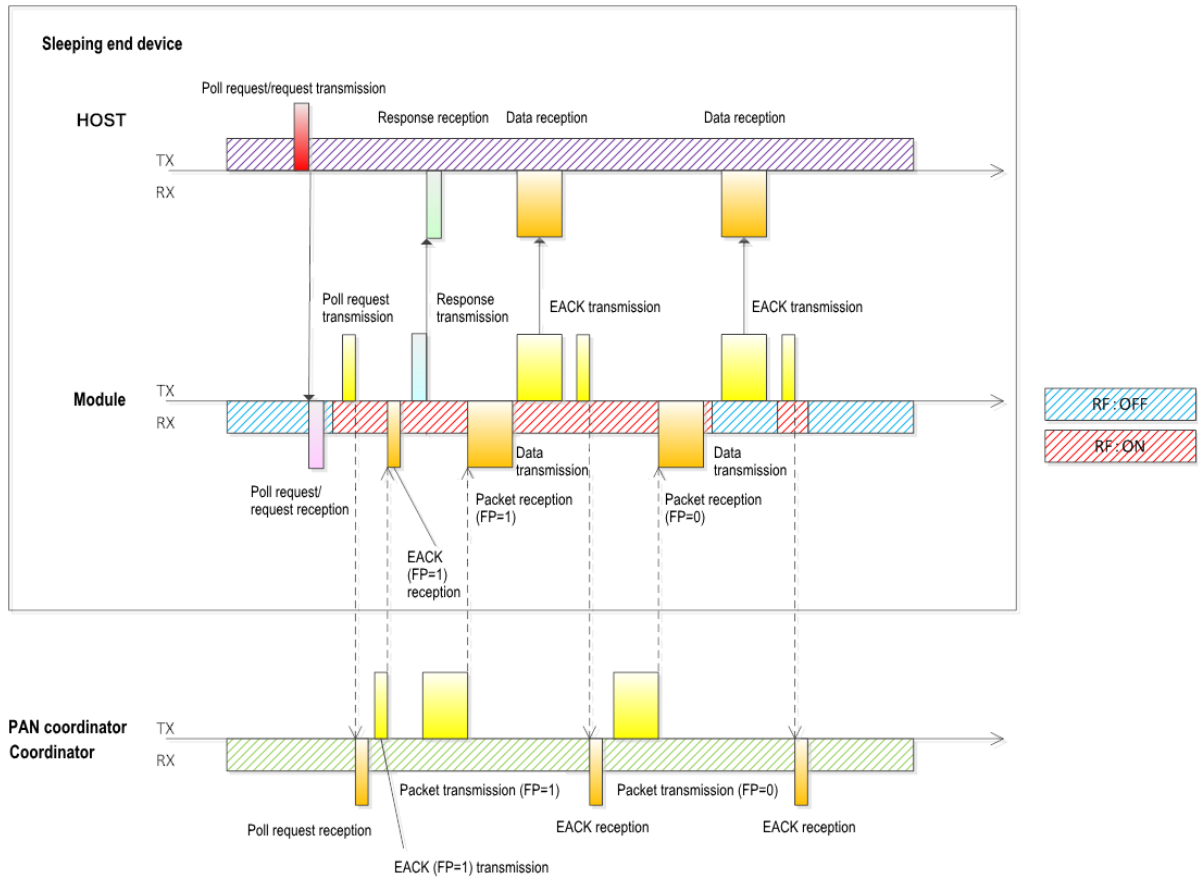 Sleeping end device
Poll request/request transmission
HOST
Response reception
Data reception
Data reception
TX
RX
Poll request
transmission
Response
transmission
EACK transmission
EACK transmission
Module
TX
RX
RF：OFF
RF：ON
Data
transmission
Data
transmission
Poll request/
request reception
Packet reception
(FP=1)
Packet reception
(FP=0)
EACK
(FP=1)
reception
PAN coordinator
Coordinator
TX
RX
Packet transmission (FP=1)
Packet transmission (FP=0)
Poll request reception
EACK reception
EACK reception
EACK (FP=1) transmission